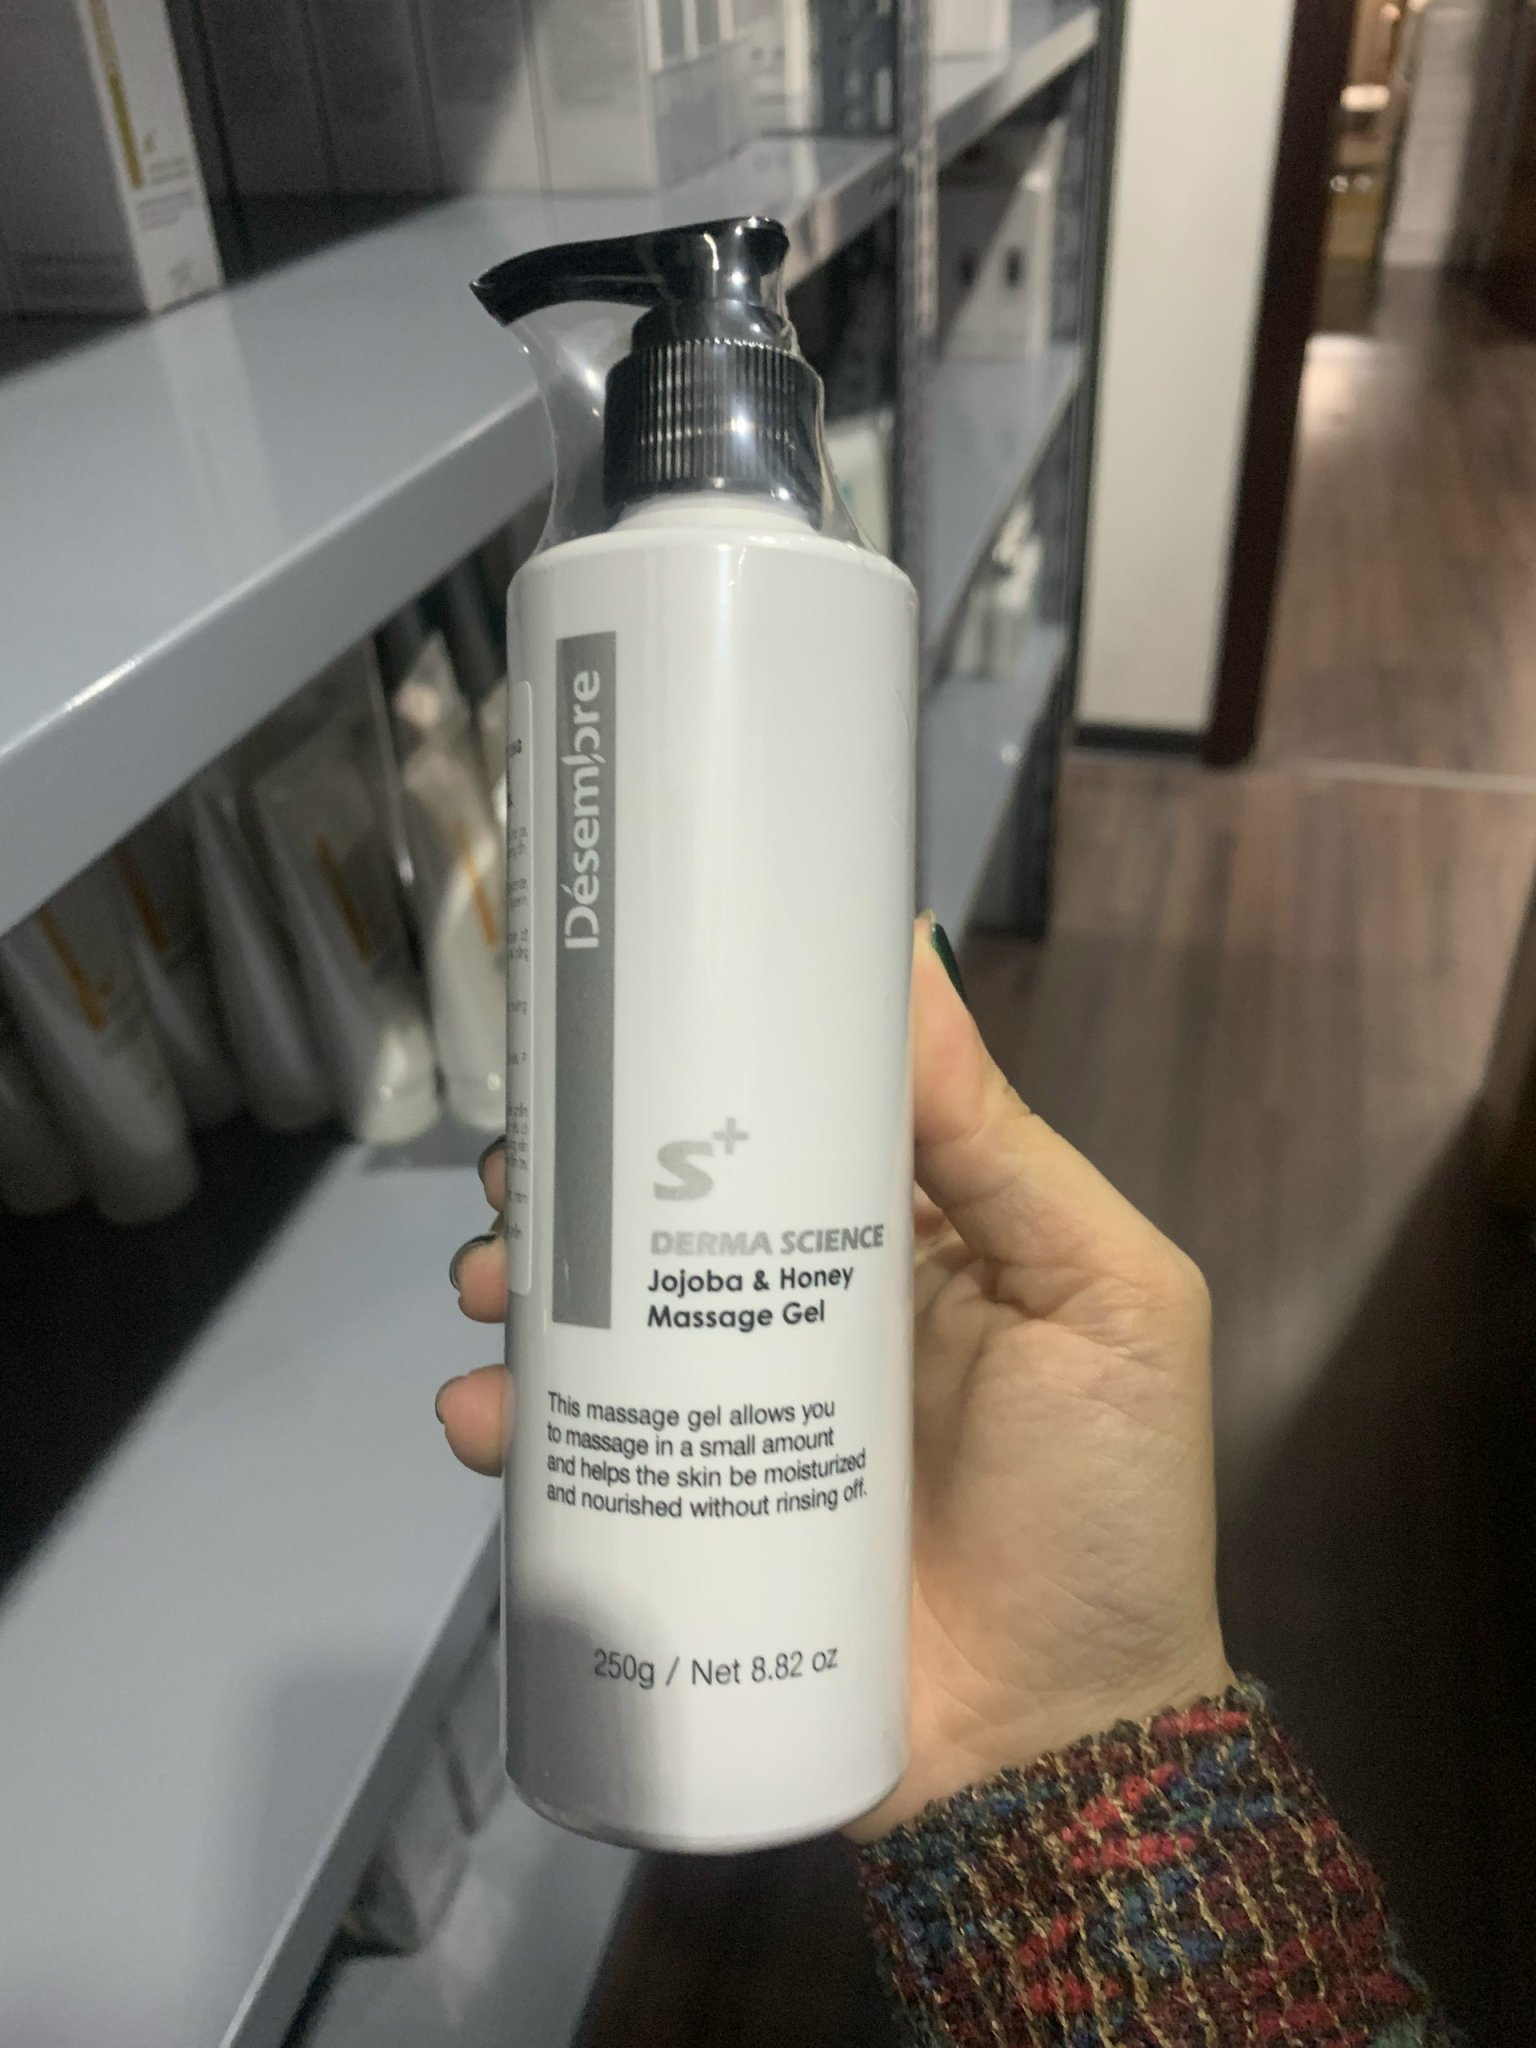 Désembre
S+
DERMA SCIENCE
Jojoba & Honey
Massage Gel
This massage gel allows you
to massage in a small amount
and helps the skin be moisturized
and nourished without rinsing off.
250g / Net 8.82 oz